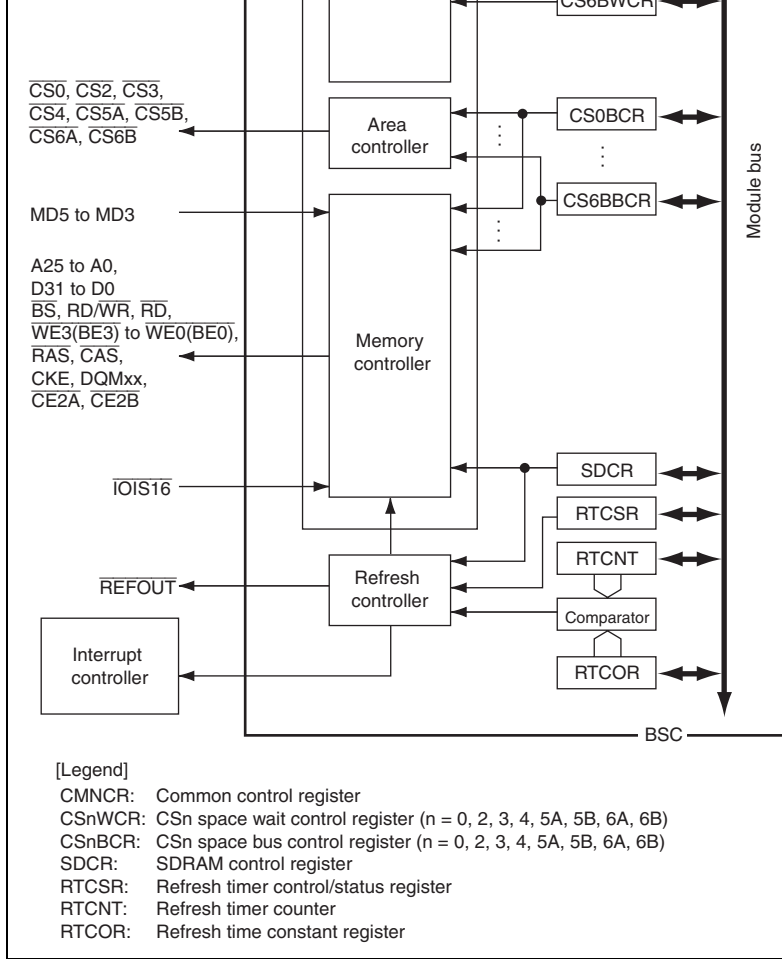 CS6BWCR
CS0, CS2, CS3,
CS4, CS5A, CS5B,
CS6A, CS6B
Area
controller
CS0BCR
CS6BBCR
Module bus
MD5 to MD3
A25 to A0,
D31 to D0
BS, RD/WR, RD,
WE3(BE3) to WE0(BE0),
RAS, CAS,
CKE, DQMxx,
CE2A, CE2B
Memory
controller
IOIS16
SDCR
RTCSR
RTCNT
REFOUT
Refresh
controller
Comparator
Interrupt
controller
RTCOR
BSC
[Legend]
CMNCR: Common control register
CSnWCR: CSn space wait control register (n = 0, 2, 3, 4, 5A, 5B, 6A, 6B)
CSnBCR: CSn space bus control register (n = 0, 2, 3, 4, 5A, 5B, 6A, 6B)
SDCR: SDRAM control register
RTCSR: Refresh timer control/status register
RTCNT: Refresh timer counter
RTCOR: Refresh time constant register